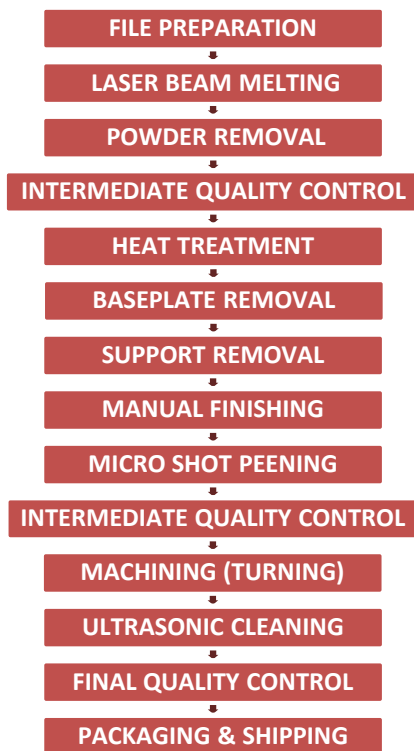 FILE PREPARATION
LASER BEAM MELTING
POWDER REMOVAL
INTERMEDIATE QUALITY CONTROL
HEAT TREATMENT
BASEPLATE REMOVAL
SUPPORT REMOVAL
MANUAL FINISHING
MICRO SHOT PEENING
INTERMEDIATE QUALITY CONTROL
MACHINING (TURNING)
ULTRASONIC CLEANING
FINAL QUALITY CONTROL
PACKAGING & SHIPPING